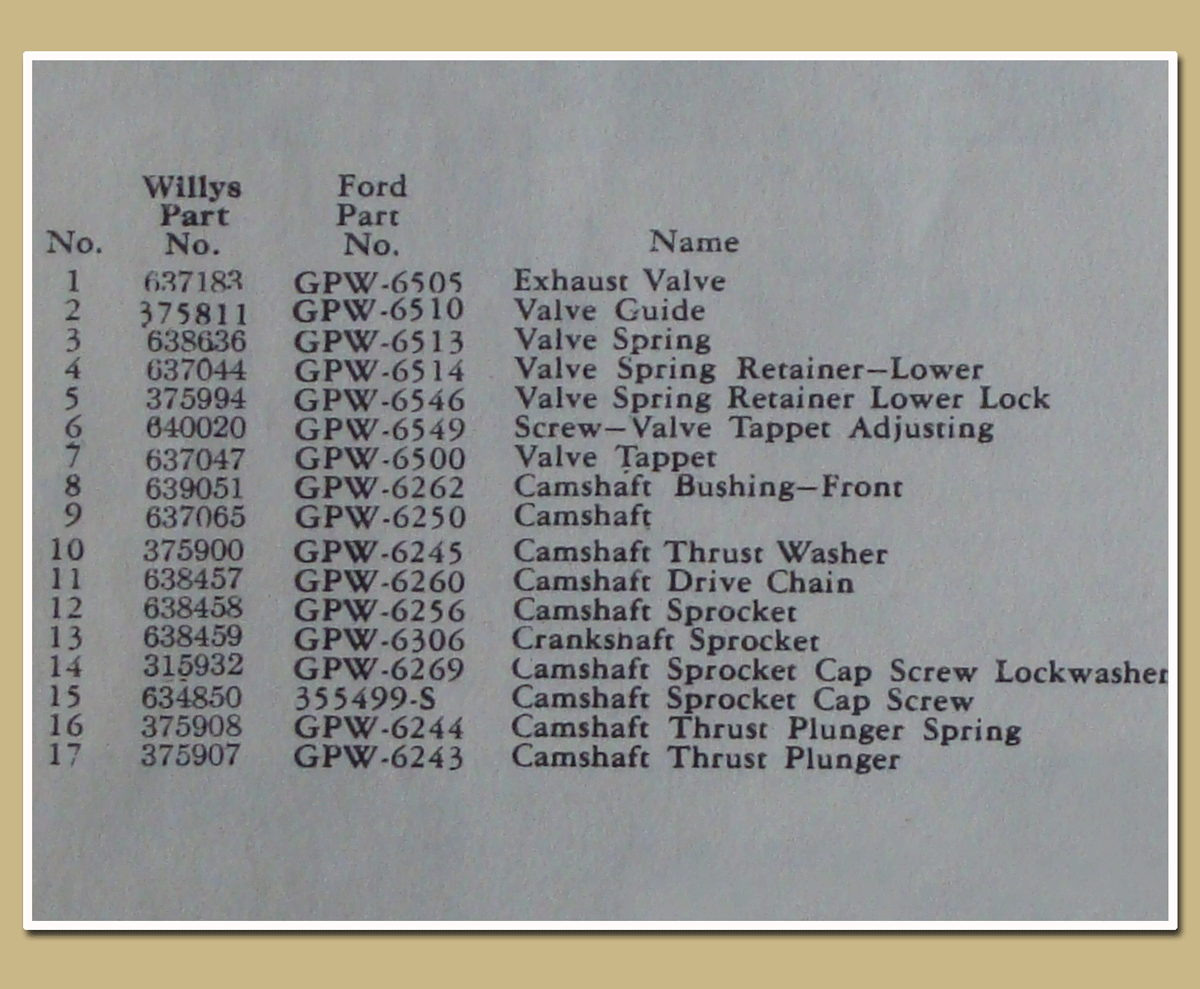 Willys Ford
Part Part
No. No. No. Name
1 637183 GPW-6505 Exhaust Valve
2 375811 GPW-6510 Valve Guide
3 638636 GPW-6513 Valve Spring
4 637044 GPW-6514 Valve Spring Retainer—Lower
5 375994 GPW-6546 Valve Spring Retainer Lower Lock
6 640020 GPW-6549 Screw—Valve Tappet Adjusting
7 637047 GPW-6500 Valve Tappet
8 639051 GPW-6262 Camshaft Bushing—Front
9 637065 GPW-6250 Camshaft
10 375900 GPW-6245 Camshaft Thrust Washer
11 638457 GPW-6260 Camshaft Drive Chain
12 638458 GPW-6256 Camshaft Sprocket
13 638459 GPW-6306 Crankshaft Sprocket
14 315932 GPW-6269 Camshaft Sprocket Cap Screw Lockwasher
15 634850 355499-S Camshaft Sprocket Cap Screw
16 375908 GPW-6244 Camshaft Thrust Plunger Spring
17 375907 GPW-6243 Camshaft Thrust Plunger